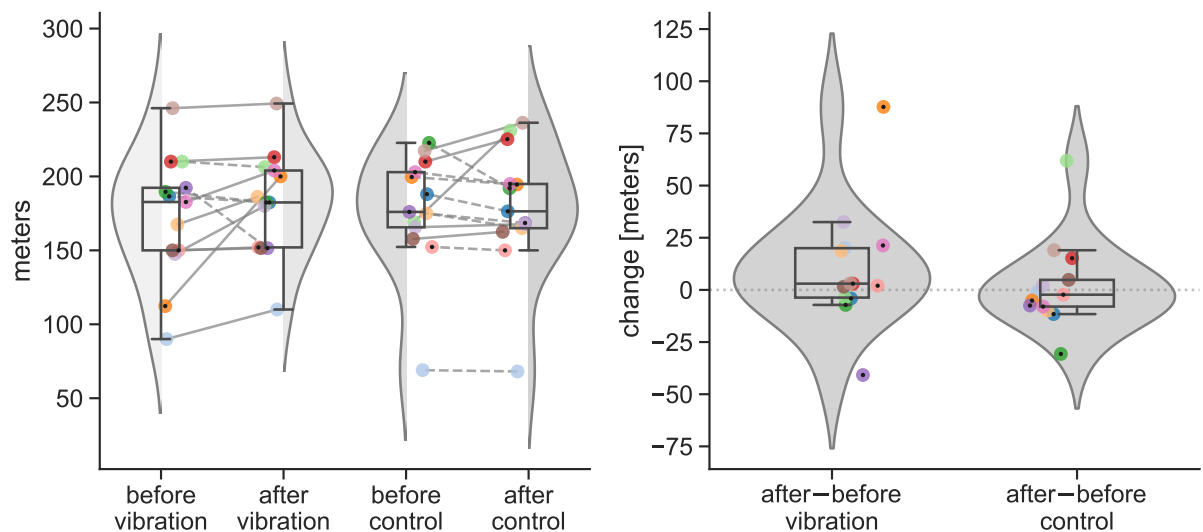 300
250
200
150
100
50
meters
before
vibration
after
vibration
before
control
after
control
125
100
75
50
25
0
−25
−50
−75
change [meters]
after−before
vibration
after−before
control